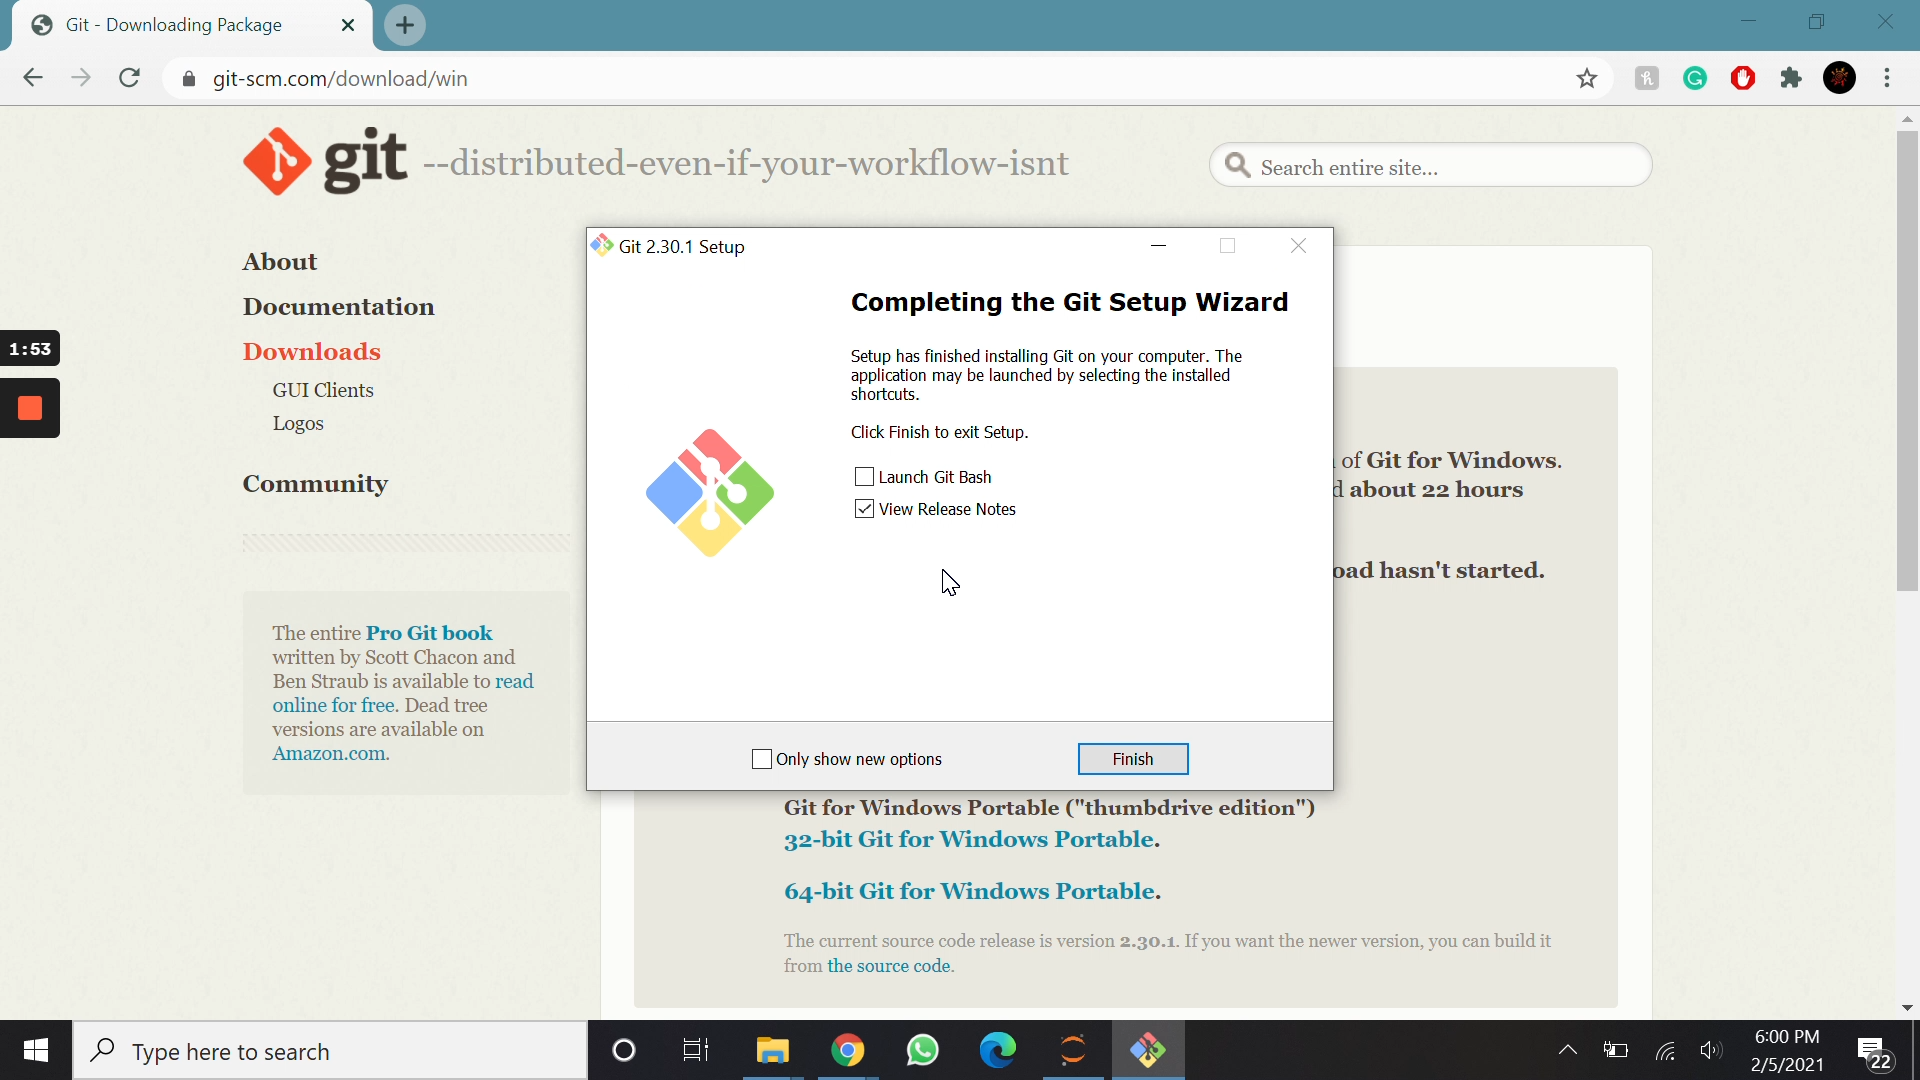 Git - Downloading Package
git-scm.com/download/win
git --distributed-even-if-your-workflow-isnt
Search entire site...
About
Documentation
Downloads
GUI Clients
Logos
Community
1:53
The entire Pro Git book
written by Scott Chacon and
Ben Straub is available to read
online for free. Dead tree
versions are available on
Amazon.com.
Git 2.30.1 Setup
Completing the Git Setup Wizard
Setup has finished installing Git on your computer. The
application may be launched by selecting the installed
shortcuts.
Click Finish to exit Setup.
Launch Git Bash
View Release Notes
Only show new options
Finish
of Git for Windows.
about 22 hours
hasn't started.
Git for Windows Portable ("thumbdrive edition")
32-bit Git for Windows Portable.
64-bit Git for Windows Portable.
The current source code release is version 2.30.1. If you want the newer version, you can build it
from the source code.
Type here to search
6:00 PM
2/5/2021
22